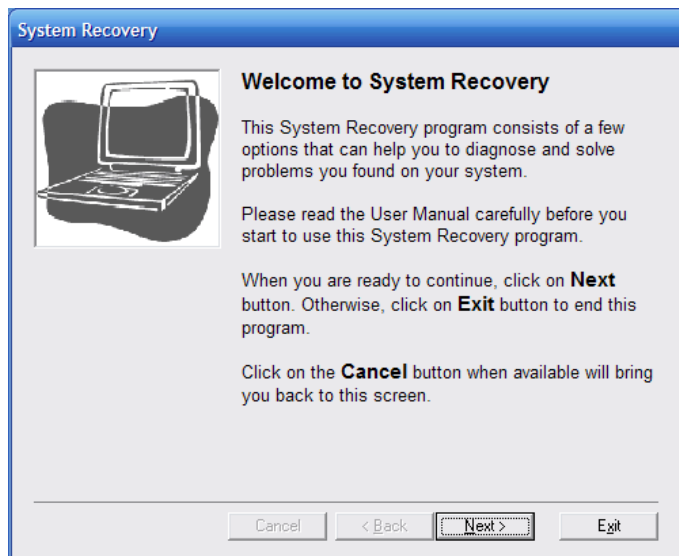 System Recovery
Welcome to System Recovery
This System Recovery program consists of a few
options that can help you to diagnose and solve
problems you found on your system.
Please read the User Manual carefully before you
start to use this System Recovery program.
When you are ready to continue, click on Next
button. Otherwise, click on Exit button to end this
program.
Click on the Cancel button when available will bring
you back to this screen.
Cancel
< Back
Next >
Exit